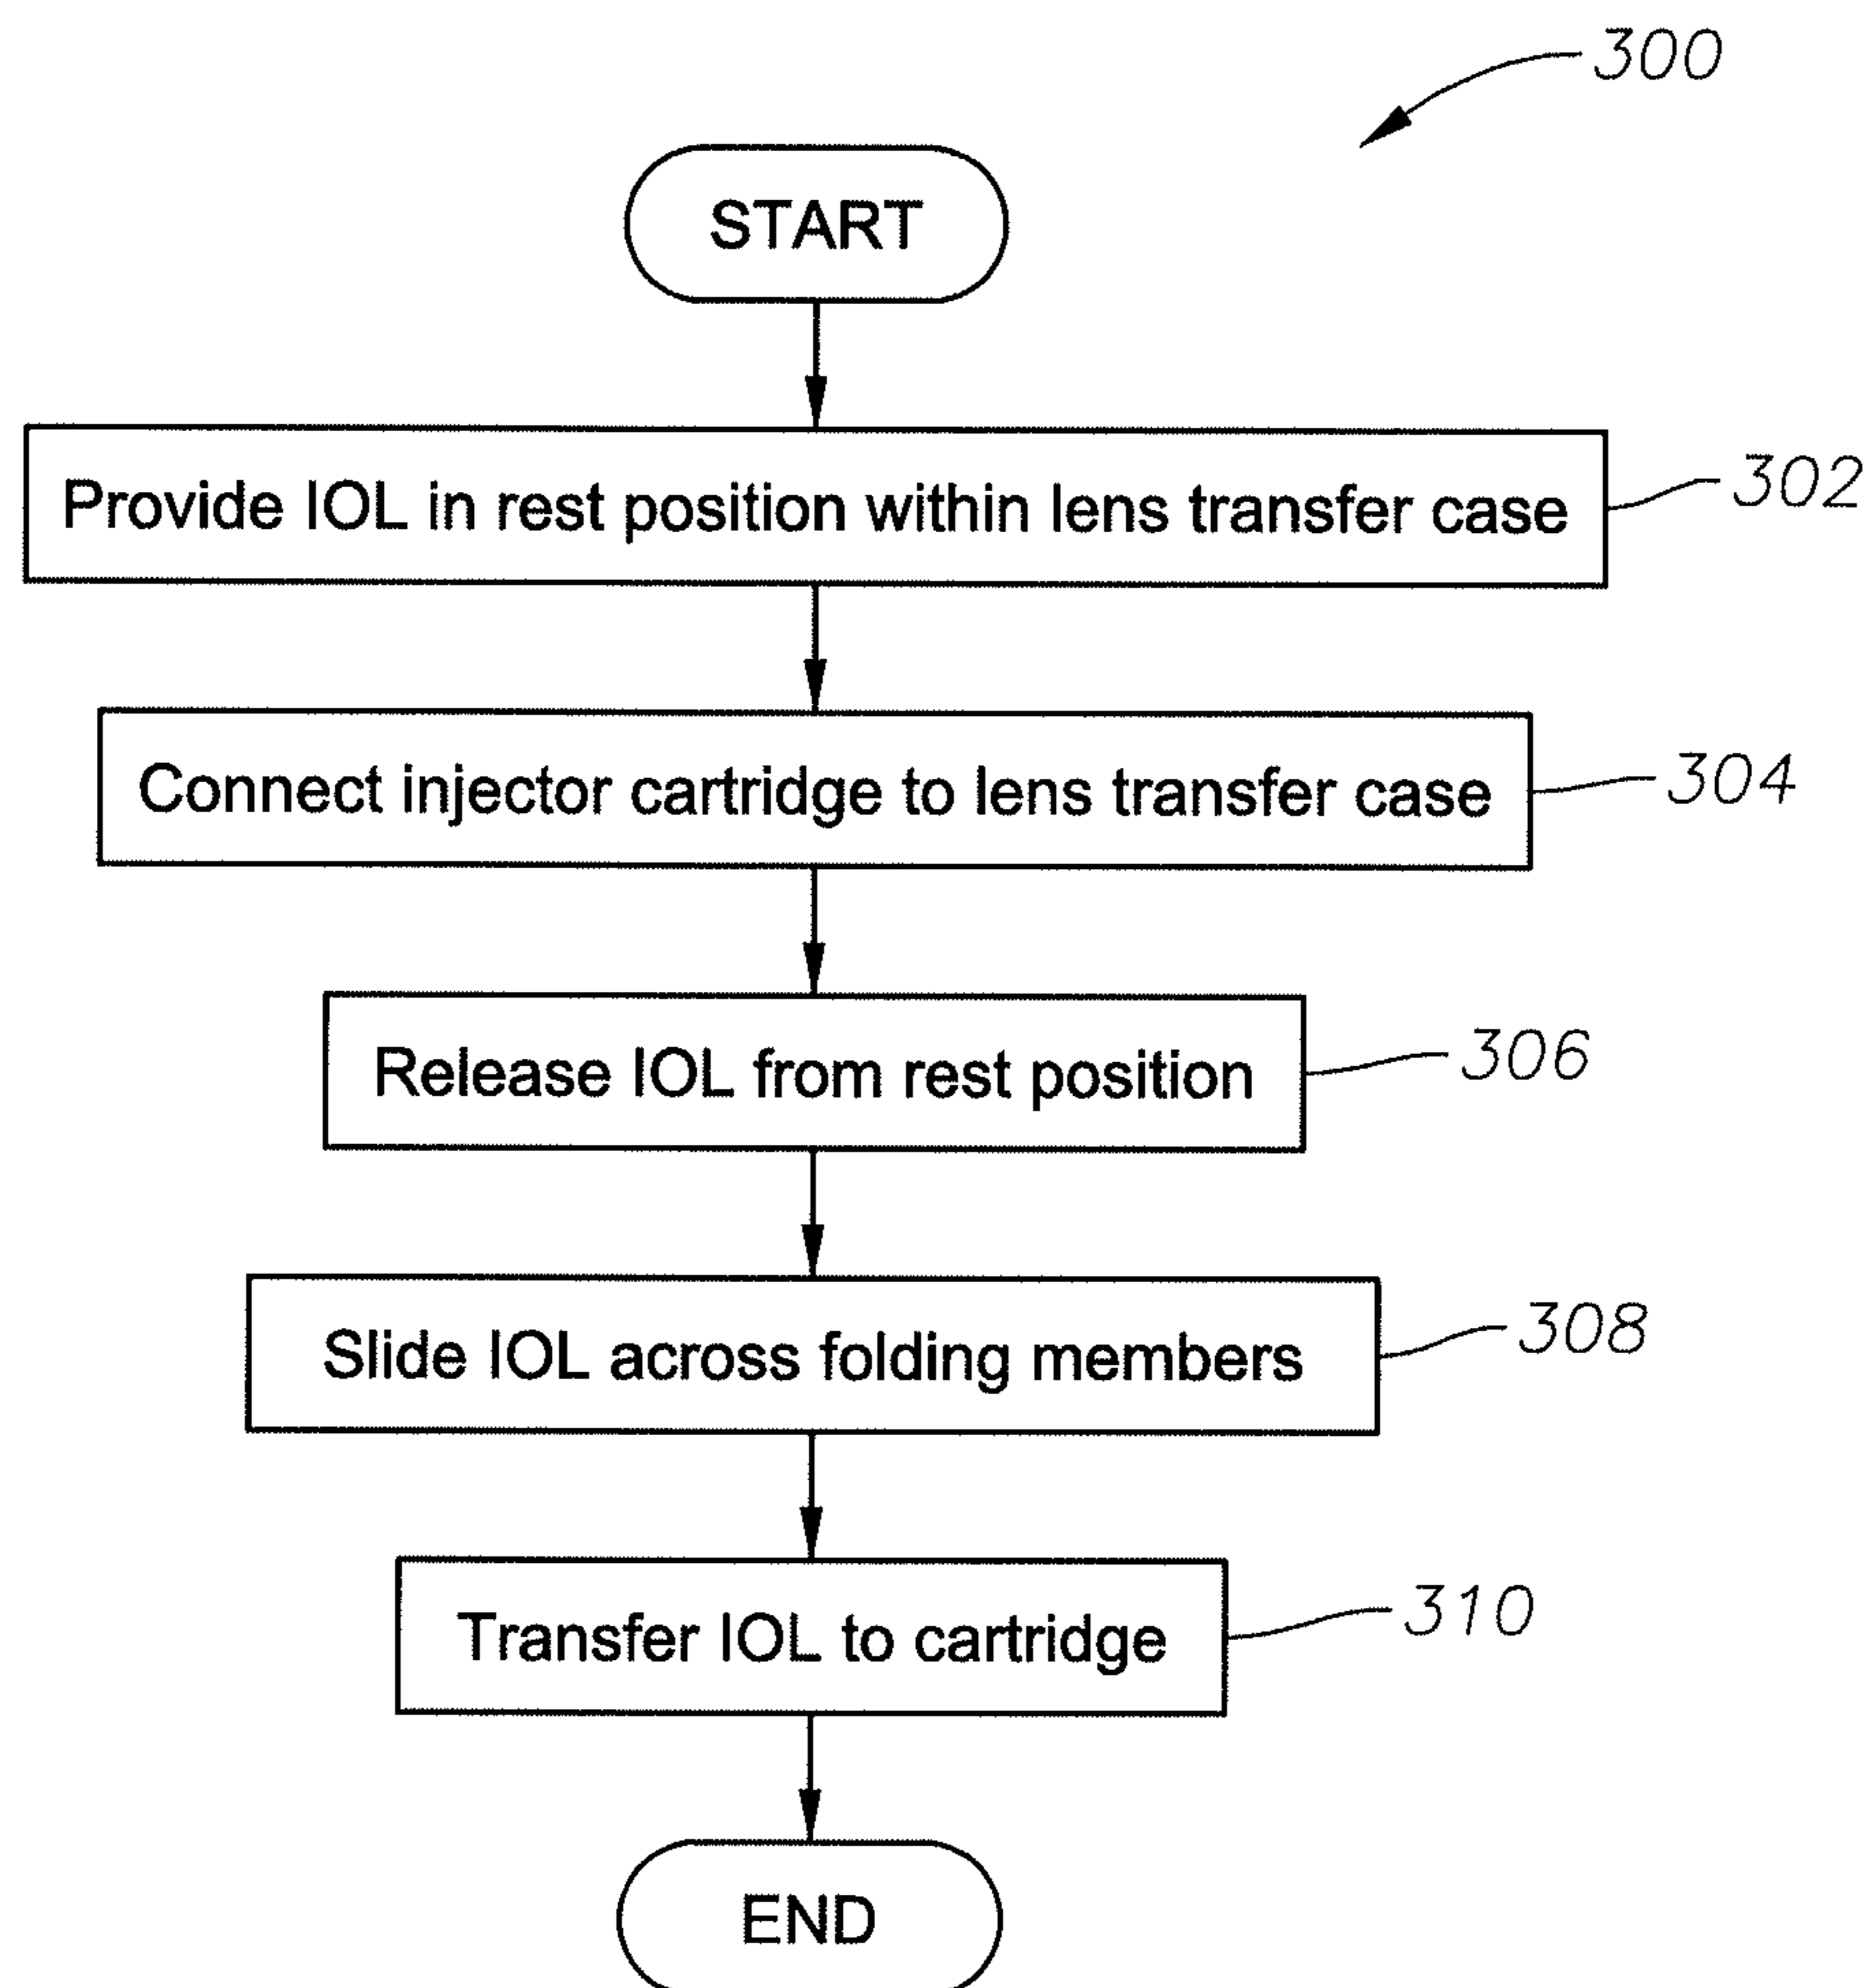 300
START
Provide IOL in rest position within lens transfer case
302
Connect injector cartridge to lens transfer case
304
Release IOL from rest position
306
Slide IOL across folding members
308
Transfer IOL to cartridge
310
END